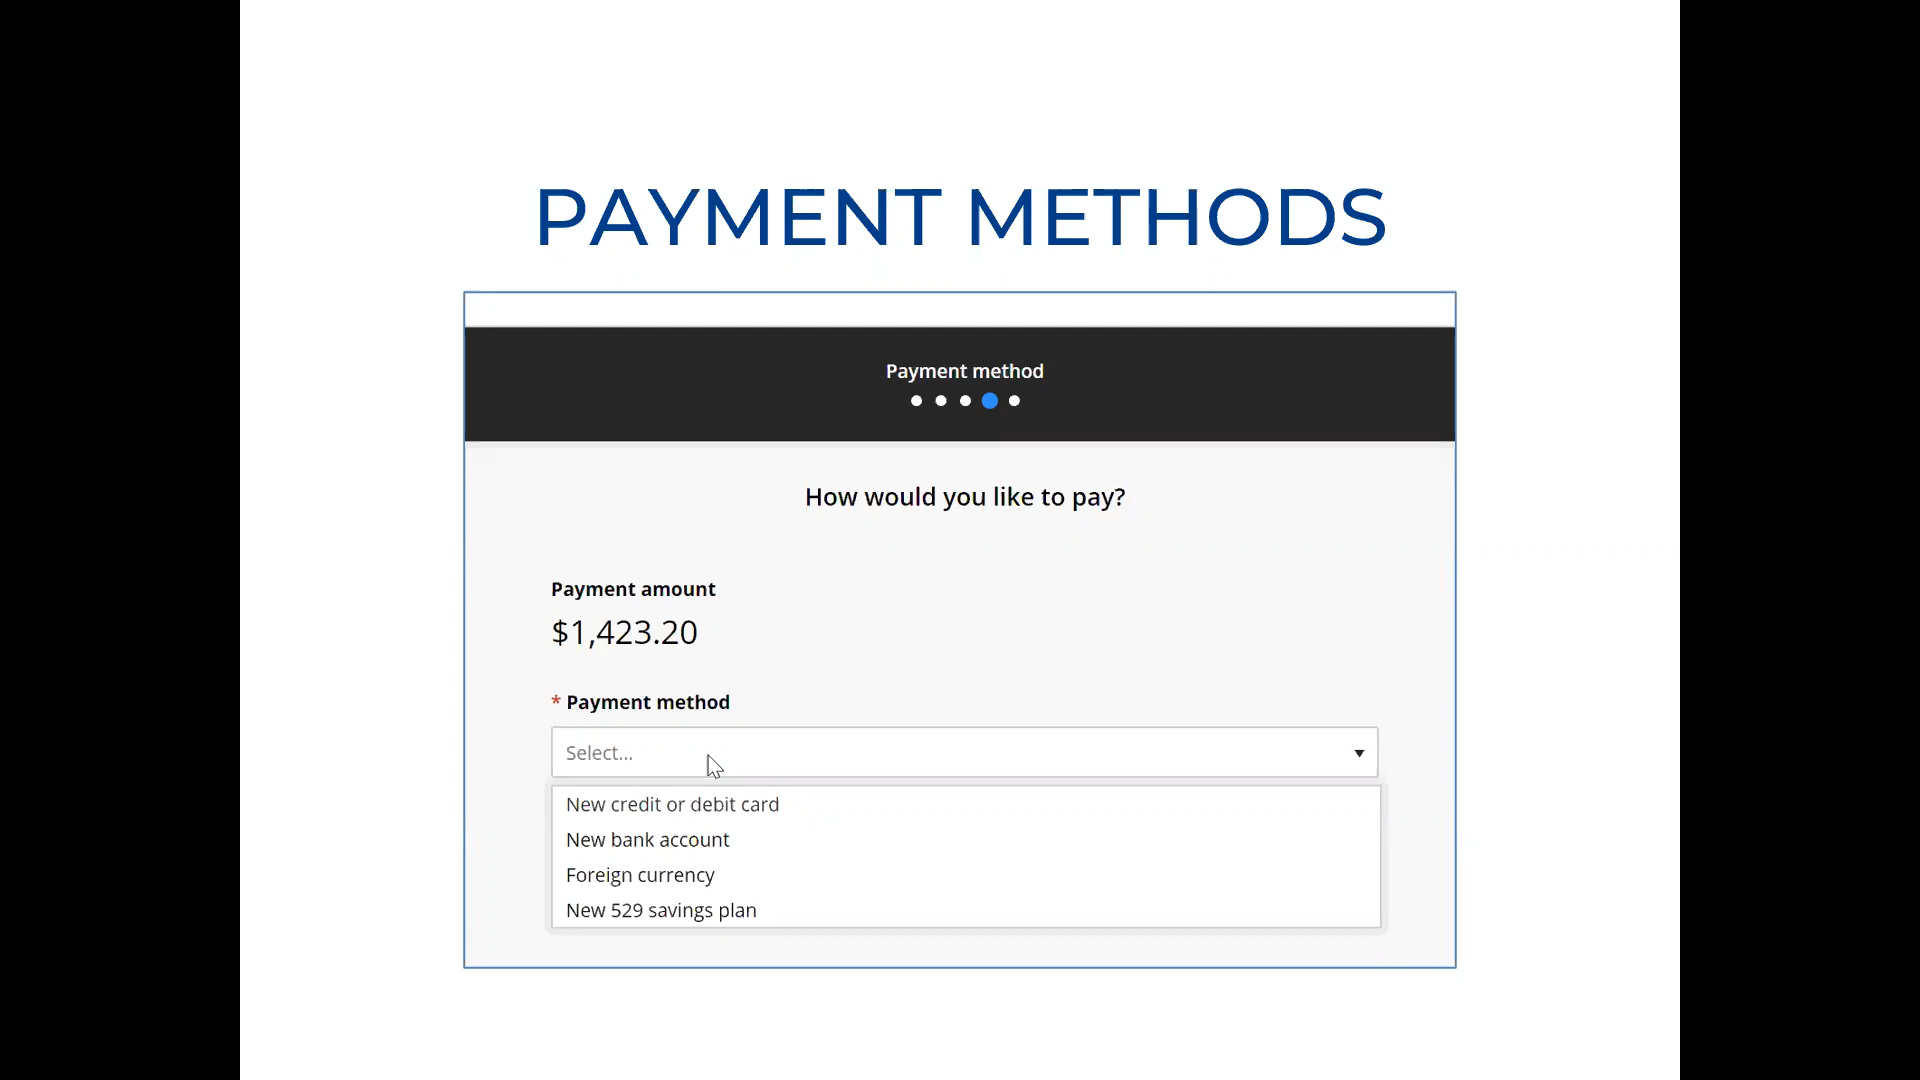 PAYMENT METHODS
Payment method
How would you like to pay?
Payment amount
$1,423.20
* Payment method
Select...
New credit or debit card
New bank account
Foreign currency
New 529 savings plan